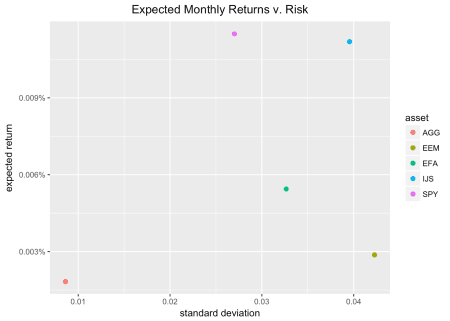 Expected Monthly Returns v. Risk
expected return
0.009%
0.006%
0.003%
0.01
0.02
0.03
0.04
standard deviation
asset
AGG
EEM
EFA
IJS
SPY